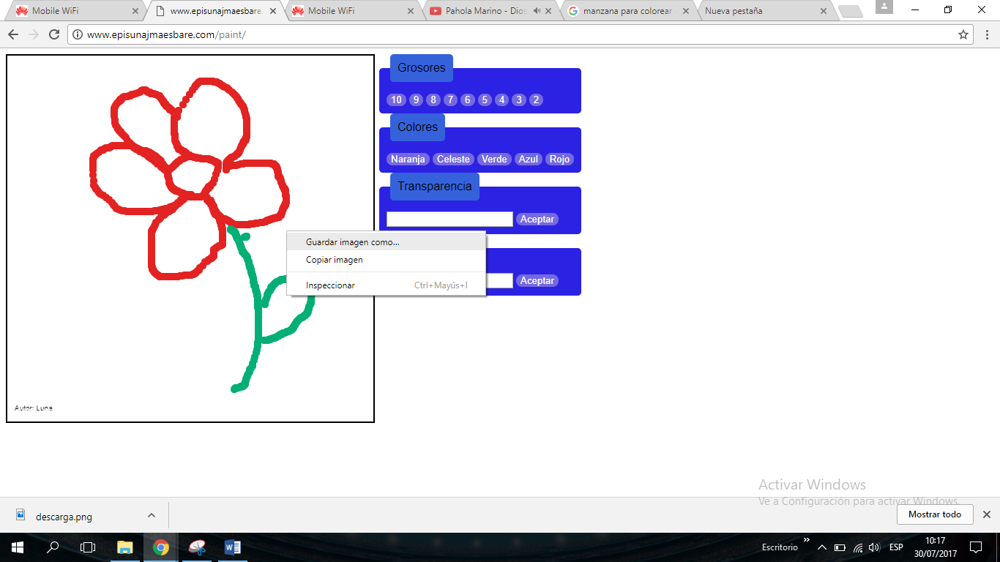 Mobile WiFi
www.episunajmaesbare.
Mobile WiFi
Pahola Marino - Dios
manzana para colorear
Nueva pestaña
www.episunajmaesbare.com/paint/
Grosores
10 9 8 7 6 5 4 3 2
Colores
Naranja Celeste Verde Azul Rojo
Transparencia
Aceptar
Guardar imagen como...
Copiar imagen
Inspeccionar Ctrl+Mayús+I
Aceptar
Autor: Luna
Activar Windows
Ve a Configuración para activar Windows.
descarga.png
Mostrar todo
Escritorio
ESP
10:17
30/07/2017